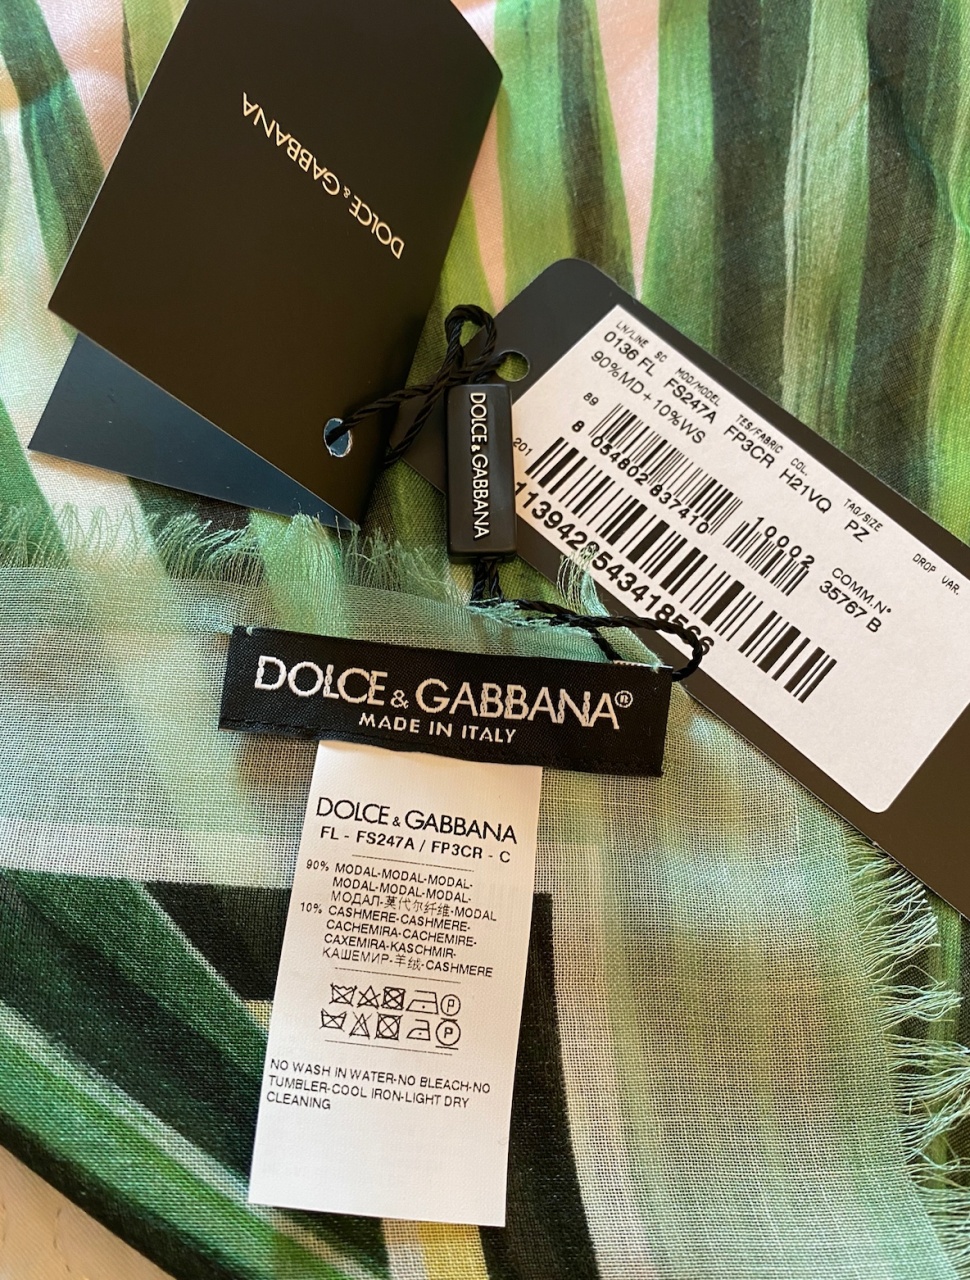 DOLCE & GABBANA
DOLCE & GABBANA
LN/LINE SC MOD/MODEL TES/FABRIC COL. TAG/SIZE DROP VAR.
0136 FL FS247A FP3CR H21VQ PZ
90%MD + 10%WS
COMM.N°
35767 B
89
8 054802 837410
10002
201
DOLCE & GABBANA®
MADE IN ITALY
DOLCE & GABBANA
FL - FS247A / FP3CR - C
90% MODAL-MODAL-MODAL-
MODAL-MODAL-MODAL-
МОДАЛ-莫代尔纤维-MODAL
10% CASHMERE-CASHMERE-
CACHEMIRA-CACHEMIRE-
CAXEMIRA-KASCHMIR-
КАШЕМИР-羊绒-CASHMERE
P
P
NO WASH IN WATER-NO BLEACH-NO
TUMBLER-COOL IRON-LIGHT DRY
CLEANING